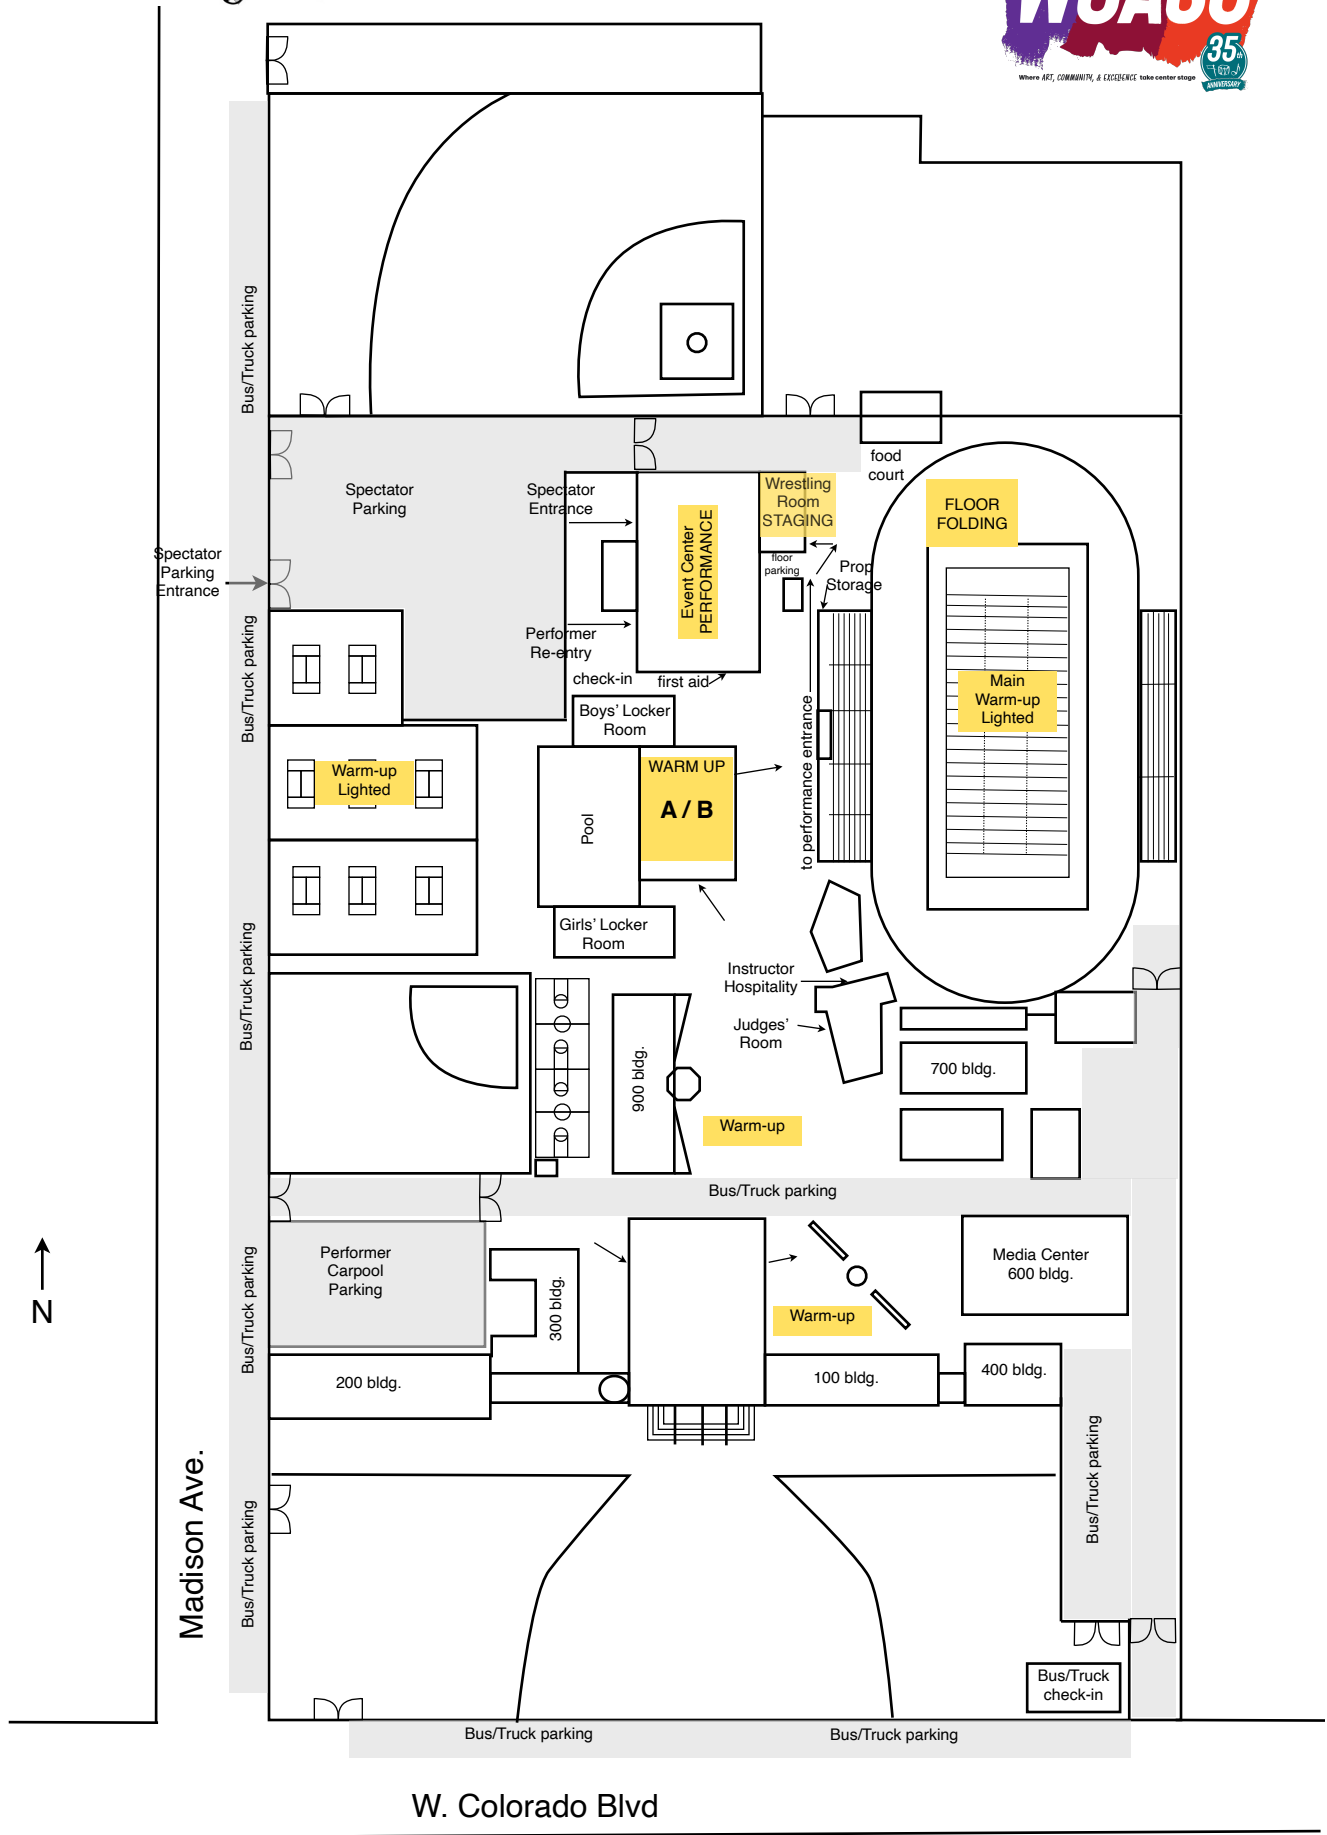 WGASC
35th
ANNIVERSARY
Where ART, COMMUNITY, & EXCELLENCE take center stage
Bus/Truck parking
food
court
Spectator
Parking
Spectator
Entrance
Event Center
PERFORMANCE
Wrestling
Room
STAGING
FLOOR
FOLDING
floor
parking
Prop
Storage
Spectator
Parking
Entrance
Performer
Re-entry
check-in
first aid
Bus/Truck parking
Boys' Locker
Room
Main
Warm-up
Lighted
to performance entrance
Warm-up
Lighted
Pool
WARM UP
A / B
Girls' Locker
Room
Bus/Truck parking
Instructor
Hospitality
Judges'
Room
900 bldg.
700 bldg.
Warm-up
Bus/Truck parking
Performer
Carpool
Parking
Bus/Truck parking
300 bldg.
Media Center
600 bldg.
Warm-up
N
200 bldg.
100 bldg.
400 bldg.
Madison Ave.
Bus/Truck parking
Bus/Truck parking
Bus/Truck
check-in
Bus/Truck parking
Bus/Truck parking
W. Colorado Blvd